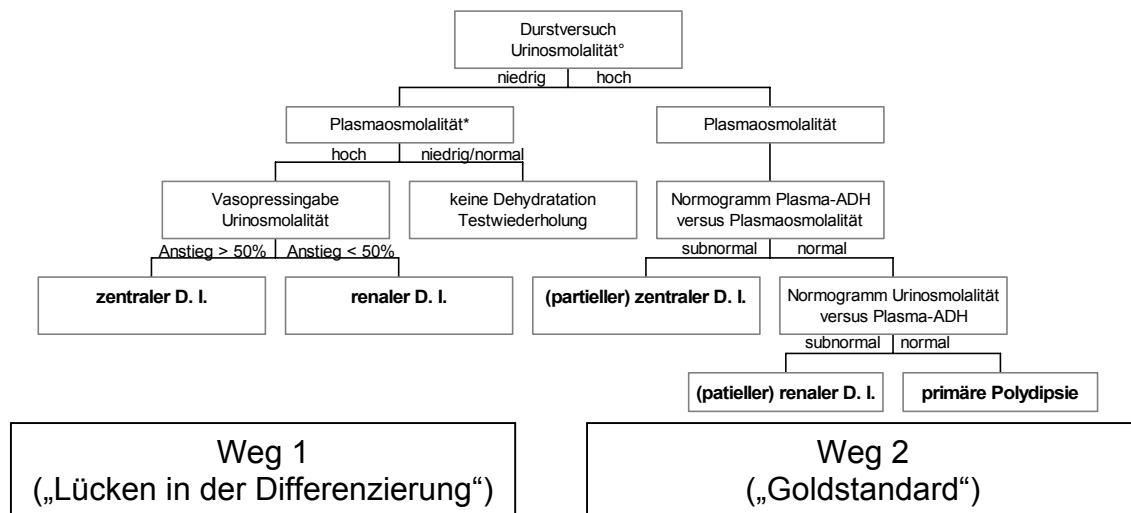 Durstversuch
Urinosmolalität°
niedrig hoch
Plasmaosmolalität*
Plasmaosmolalität
hoch niedrig/normal
Vasopressingabe
Urinosmolalität
keine Dehydratation
Testwiederholung
Normogramm Plasma-ADH
versus Plasmaosmolalität
Anstieg > 50% Anstieg < 50%
subnormal normal
zentraler D. I.
renaler D. I.
(partieller) zentraler D. I.
Normogramm Urinosmolalität
versus Plasma-ADH
subnormal normal
(patieller) renaler D. I.
primäre Polydipsie
Weg 1
(„Lücken in der Differenzierung“)
Weg 2
(„Goldstandard“)